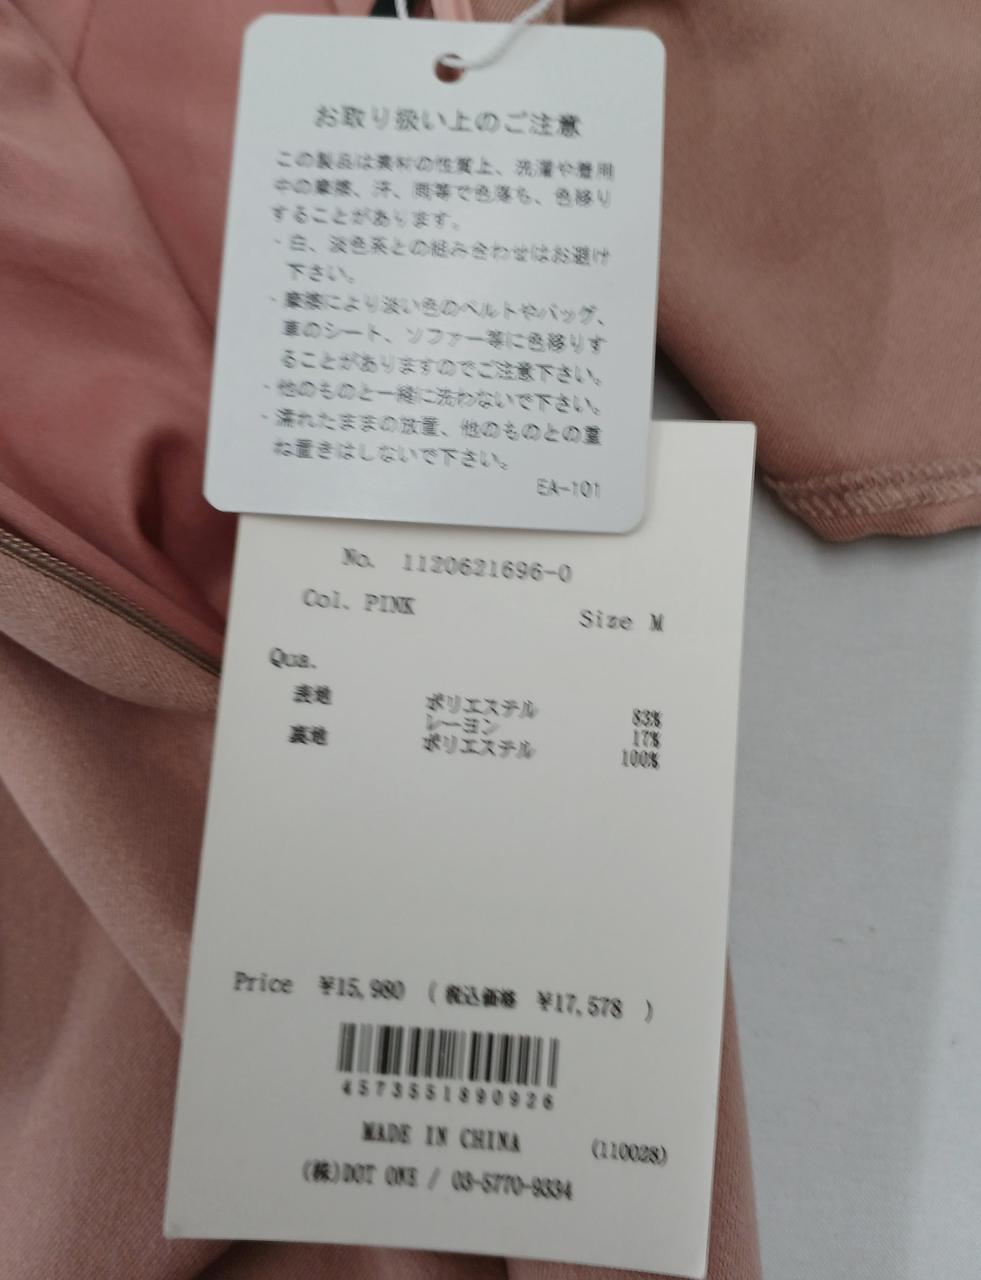 お取り扱い上のご注意
この製品は素材の性質上、洗濯や着用
中の摩擦、汗、雨等で色落ち、色移り
することがあります。
・白、淡色系との組み合わせはお避け
下さい。
・摩擦により淡い色のベルトやバッグ、
車のシート、ソファー等に色移りす
ることがありますのでご注意下さい。
・他のものと一緒に洗わないで下さい。
・濡れたままの放置、他のものとの重
ね置きはしないで下さい。
EA-101
No. 1120621696-0
Col. PINK
Size M
Qua.
表地 ポリエステル 83%
レーヨン 17%
裏地 ポリエステル 100%
Price ¥15,980 (税込価格 ¥17,578 )
4573551890926
MADE IN CHINA (110028)
(株)DOT ONE / 03-5770-9334